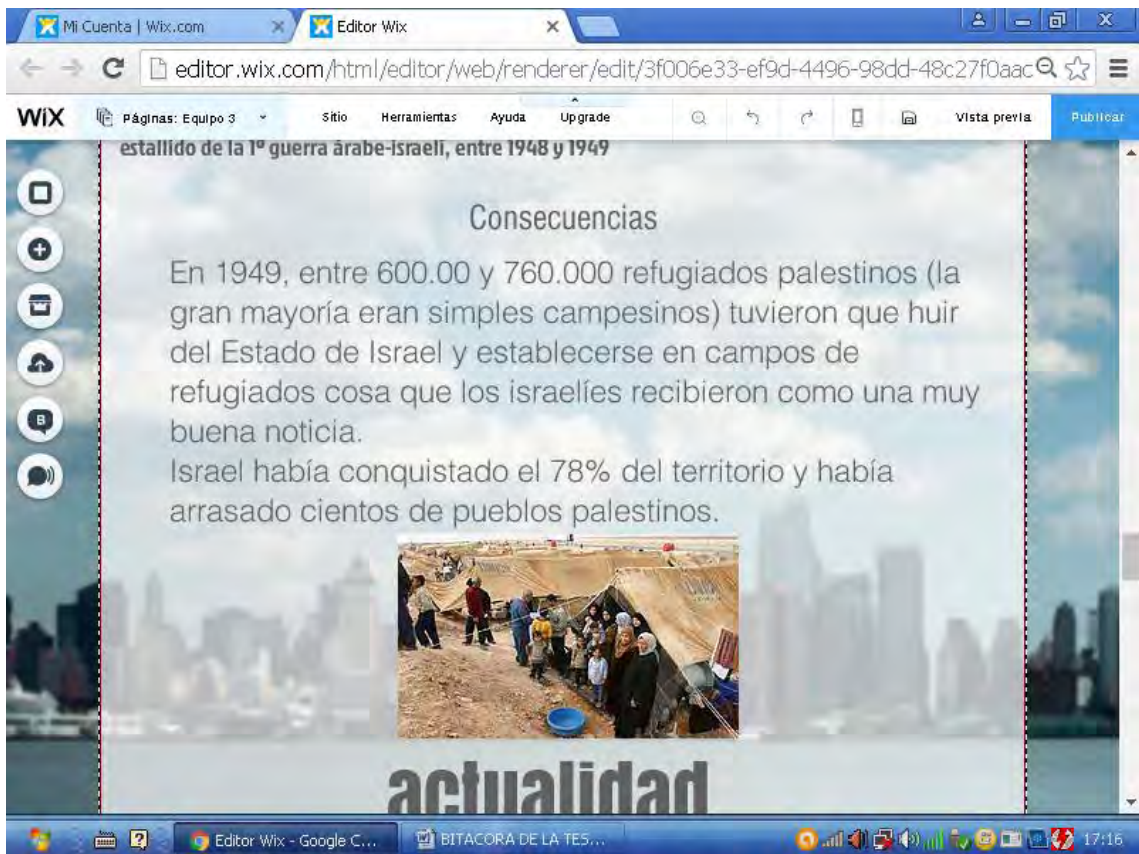 Mi Cuenta | Wix.com
Editor Wix
editor.wix.com/html/editor/web/renderer/edit/3f006e33-ef9d-4496-98dd-48c27f0aac
WiX Páginas: Equipo 3 Sitio Herramientas Ayuda Upgrade Vista previa Publicar
estallido de la 1º guerra árabe-israelí, entre 1948 y 1949
Consecuencias
En 1949, entre 600.00 y 760.000 refugiados palestinos (la
gran mayoría eran simples campesinos) tuvieron que huir
del Estado de Israel y establecerse en campos de
refugiados cosa que los israelíes recibieron como una muy
buena noticia.
Israel había conquistado el 78% del territorio y había
arrasado cientos de pueblos palestinos.
actualidad
Editor Wix - Google C... BITACORA DE LA TES... 17:16